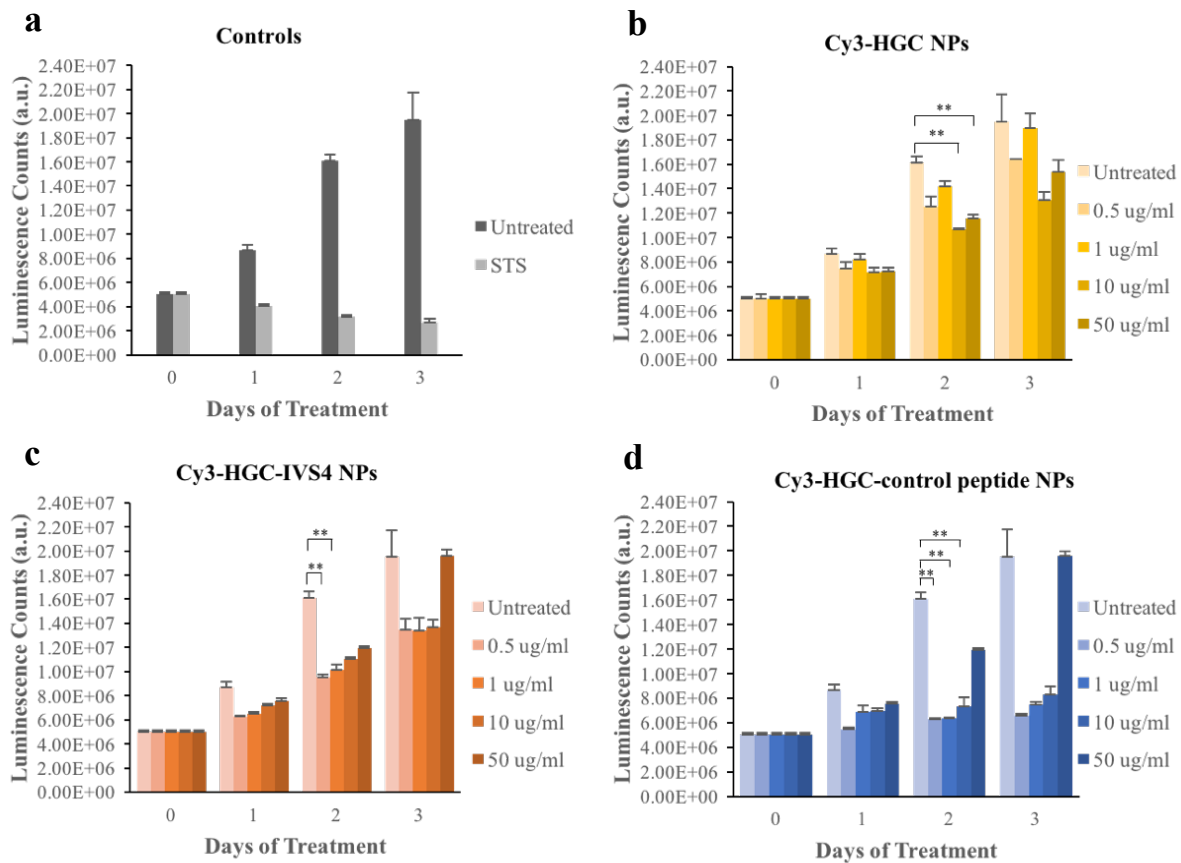 a
Controls
Luminescence Counts (a.u.)
2.40E+07
2.20E+07
2.00E+07
1.80E+07
1.60E+07
1.40E+07
1.20E+07
1.00E+07
8.00E+06
6.00E+06
4.00E+06
2.00E+06
0.00E+00
0 1 2 3
Days of Treatment
Untreated
STS
b
Cy3-HGC NPs
Luminescenc Counts (a.u.)
2.40E+07
2.20E+07
2.00E+07
1.80E+07
1.60E+07
1.40E+07
1.20E+07
1.00E+07
8.00E+06
6.00E+06
4.00E+06
2.00E+06
0.00E+00
**
**
0 1 2 3
Days of Treatment
Untreated
0.5 ug/ml
1 ug/ml
10 ug/ml
50 ug/ml
c
Cy3-HGC-IVS4 NPs
Luminescence Counts (a.u.)
2.40E+07
2.20E+07
2.00E+07
1.80E+07
1.60E+07
1.40E+07
1.20E+07
1.00E+07
8.00E+06
6.00E+06
4.00E+06
2.00E+06
0.00E+00
**
**
0 1 2 3
Days of Treatment
Untreated
0.5 ug/ml
1 ug/ml
10 ug/ml
50 ug/ml
d
Cy3-HGC-control peptide NPs
Luminescence Counts (a.u.)
2.40E+07
2.20E+07
2.00E+07
1.80E+07
1.60E+07
1.40E+07
1.20E+07
1.00E+07
8.00E+06
6.00E+06
4.00E+06
2.00E+06
0.00E+00
**
**
**
0 1 2 3
Days of Treatment
Untreated
0.5 ug/ml
1 ug/ml
10 ug/ml
50 ug/ml